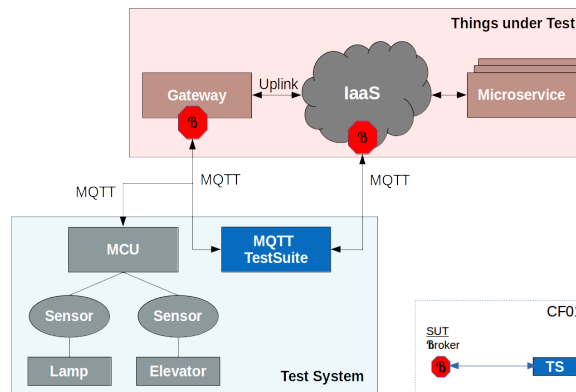 Things under Test
Gateway
Uplink
IaaS
Microservice
B
B
MQTT
MQTT
MQTT
MCU
MQTT
TestSuite
Sensor
Sensor
Lamp
Elevator
Test System
SUT
Broker
B
TS